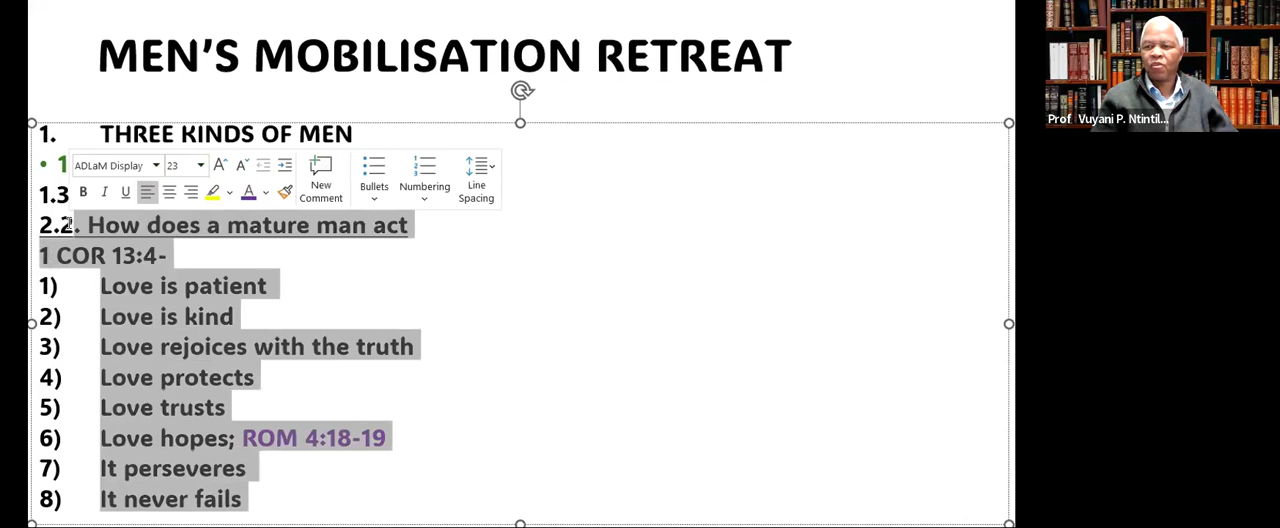 MEN'S MOBILISATION RETREAT
1. THREE KINDS OF MEN
• 1
1.3
ADLaM Display 23
B I U A
New Comment
Bullets
Numbering
Line Spacing
2.2. How does a mature man act
1 COR 13:4-
1) Love is patient
2) Love is kind
3) Love rejoices with the truth
4) Love protects
5) Love trusts
6) Love hopes; ROM 4:18-19
7) It perseveres
8) It never fails
Prof Vuyani P. Ntintil...